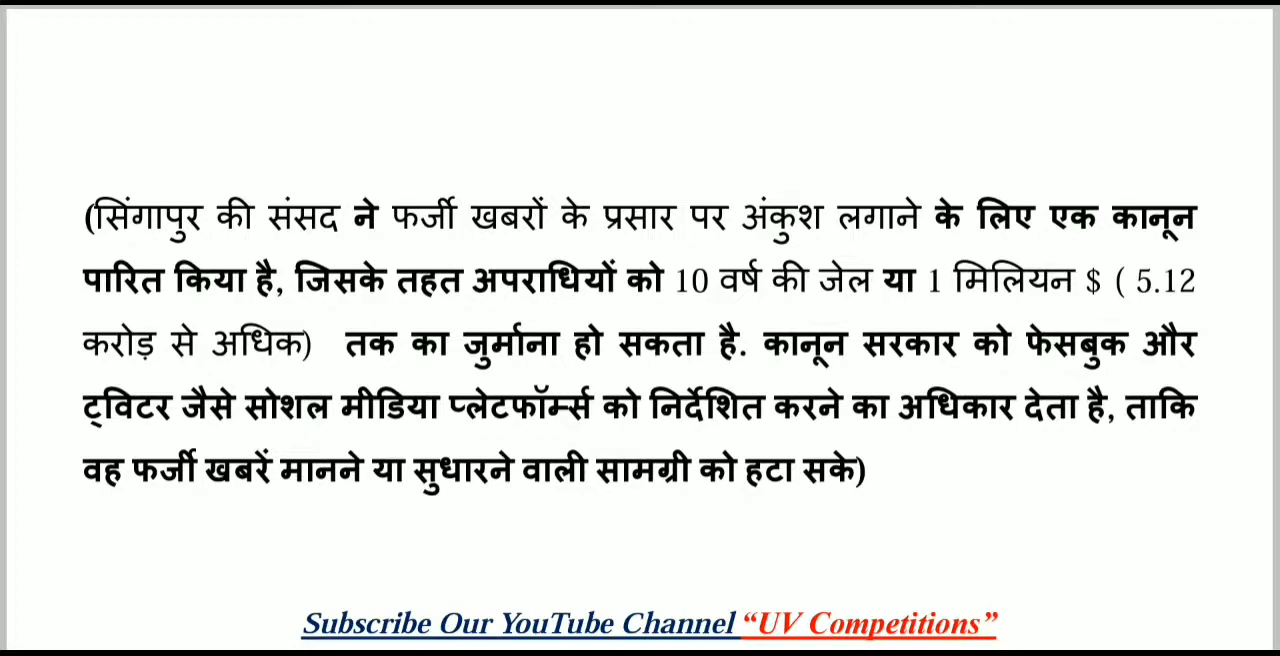 (सिंगापुर की संसद ने फर्जी खबरों के प्रसार पर अंकुश लगाने के लिए एक कानून
पारित किया है, जिसके तहत अपराधियों को 10 वर्ष की जेल या 1 मिलियन $ ( 5.12
करोड़ से अधिक) तक का जुर्माना हो सकता है. कानून सरकार को फेसबुक और
ट्विटर जैसे सोशल मीडिया प्लेटफॉर्म्स को निर्देशित करने का अधिकार देता है, ताकि
वह फर्जी खबरें मानने या सुधारने वाली सामग्री को हटा सके)
Subscribe Our YouTube Channel “UV Competitions”